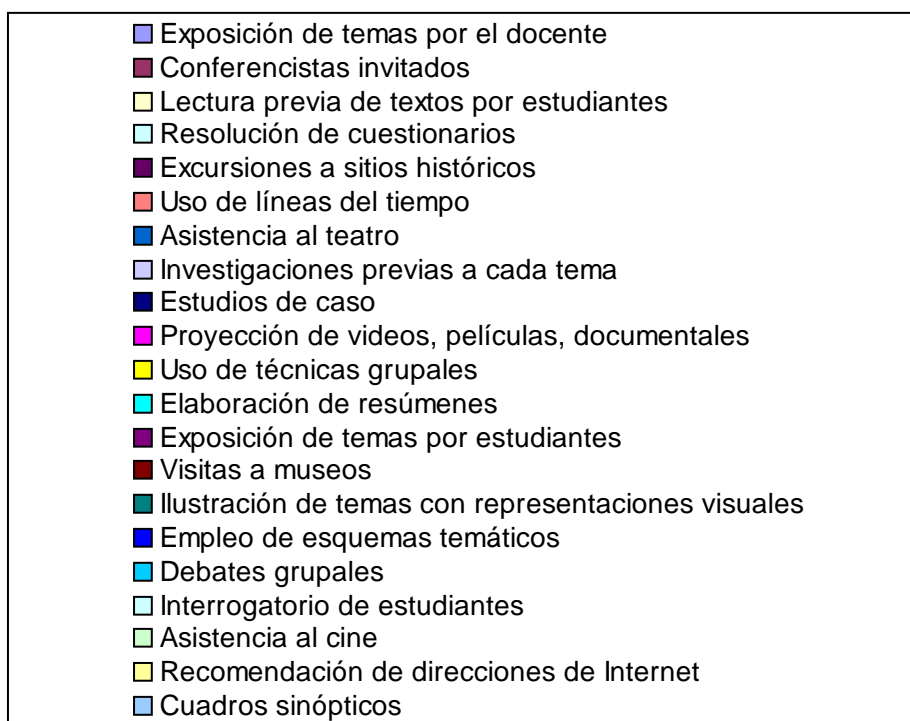 Exposición de temas por el docente
Conferencistas invitados
Lectura previa de textos por estudiantes
Resolución de cuestionarios
Excursiones a sitios históricos
Uso de líneas del tiempo
Asistencia al teatro
Investigaciones previas a cada tema
Estudios de caso
Proyección de videos, películas, documentales
Uso de técnicas grupales
Elaboración de resúmenes
Exposición de temas por estudiantes
Visitas a museos
Ilustración de temas con representaciones visuales
Empleo de esquemas temáticos
Debates grupales
Interrogatorio de estudiantes
Asistencia al cine
Recomendación de direcciones de Internet
Cuadros sinópticos